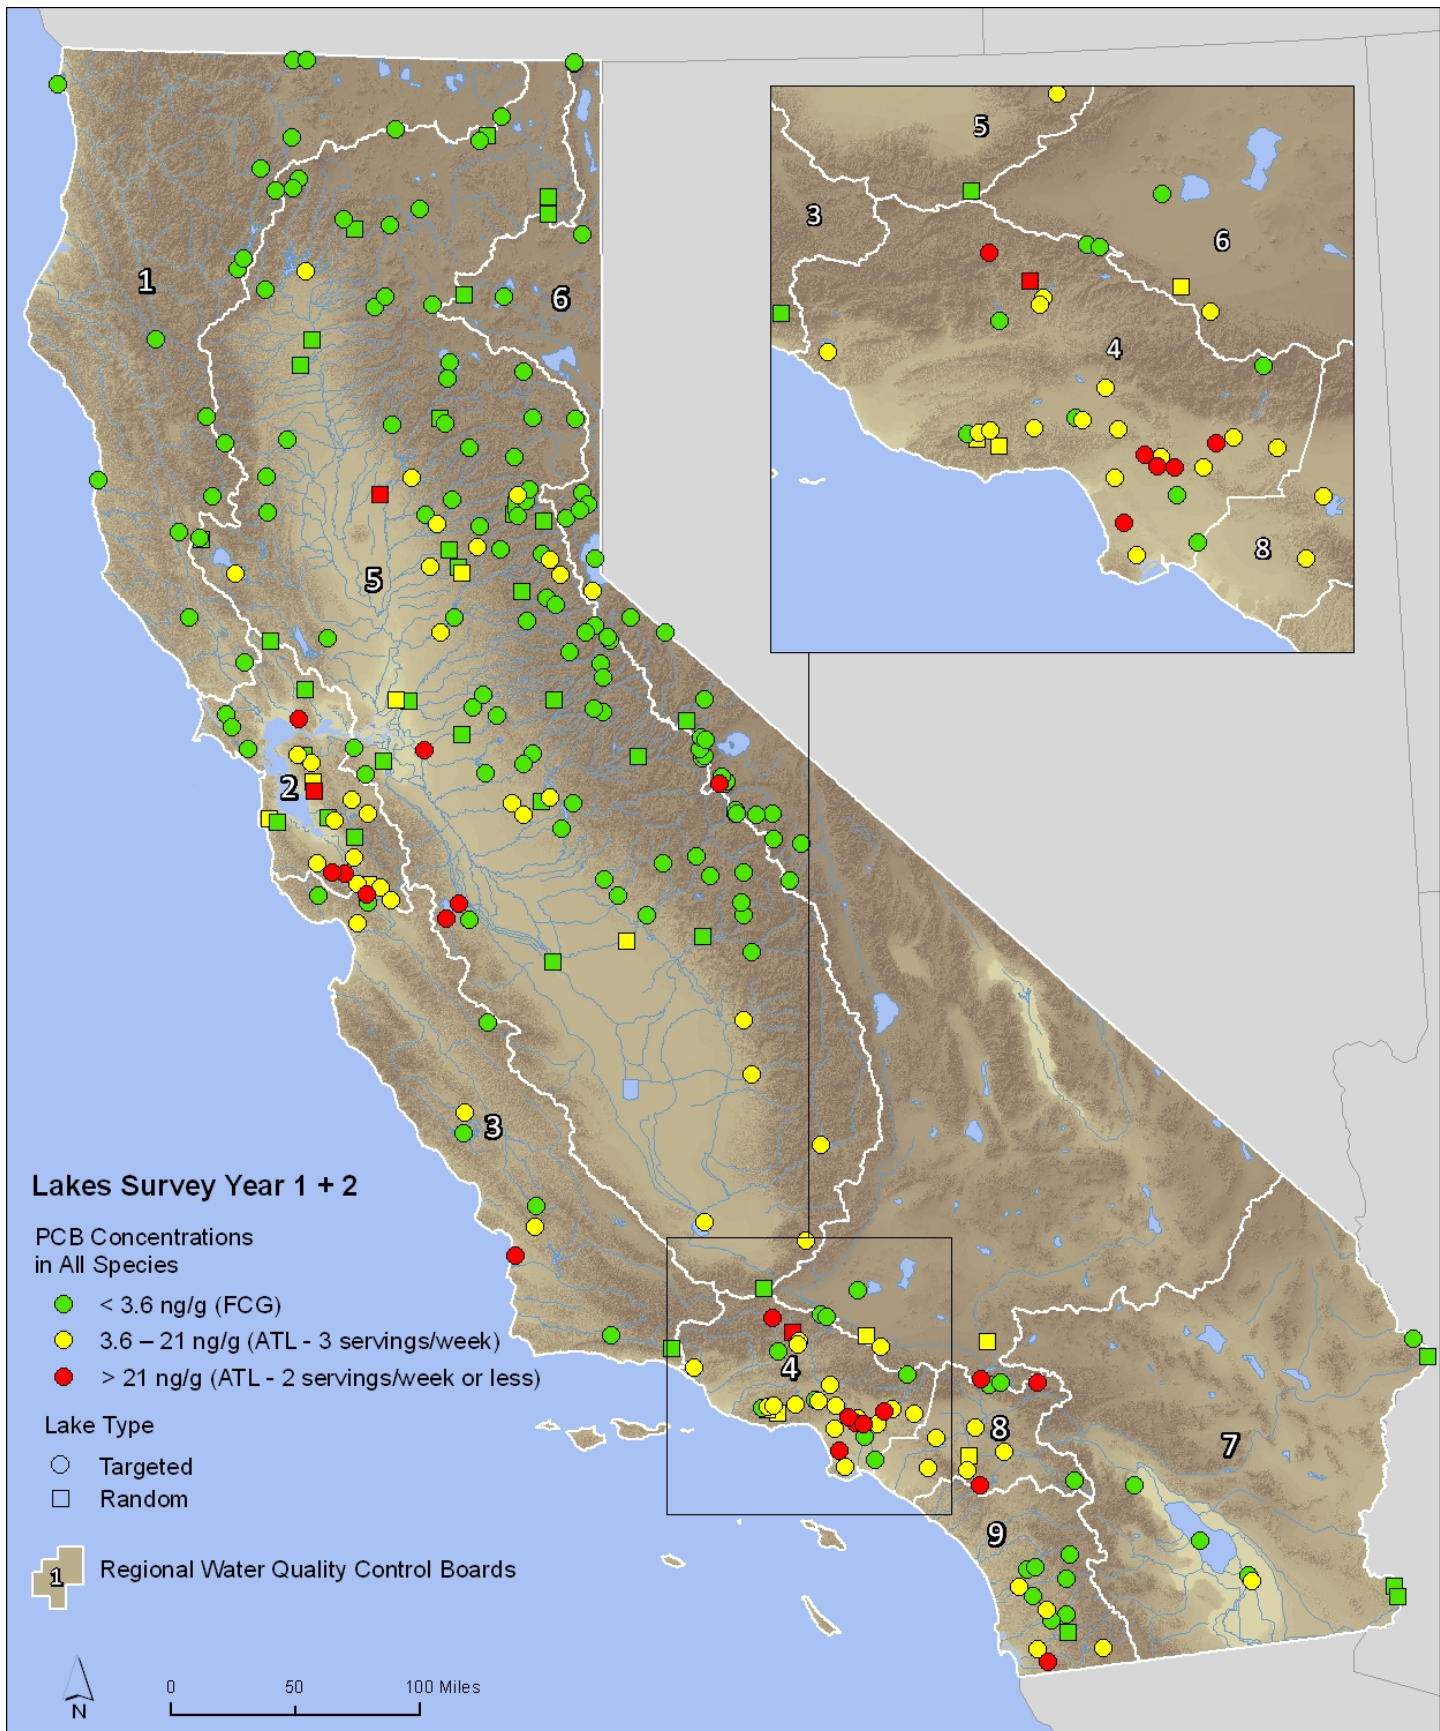 5
3
6
4
8
1
6
5
2
3
4
8
7
9
Lakes Survey Year 1 + 2
PCB Concentrations
in All Species
< 3.6 ng/g (FCG)
3.6 – 21 ng/g (ATL - 3 servings/week)
> 21 ng/g (ATL - 2 servings/week or less)
Lake Type
Targeted
Random
1
Regional Water Quality Control Boards
N
0 50 100 Miles